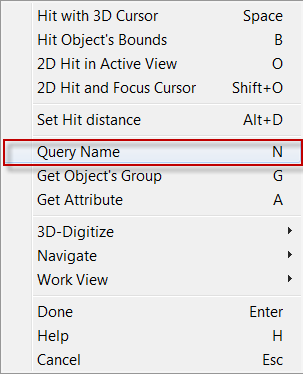 Hit with 3D Cursor Space
Hit Object's Bounds B
2D Hit in Active View O
2D Hit and Focus Cursor Shift+O
Set Hit distance Alt+D
Query Name N
Get Object's Group G
Get Attribute A
3D-Digitize
Navigate
Work View
Done Enter
Help H
Cancel Esc